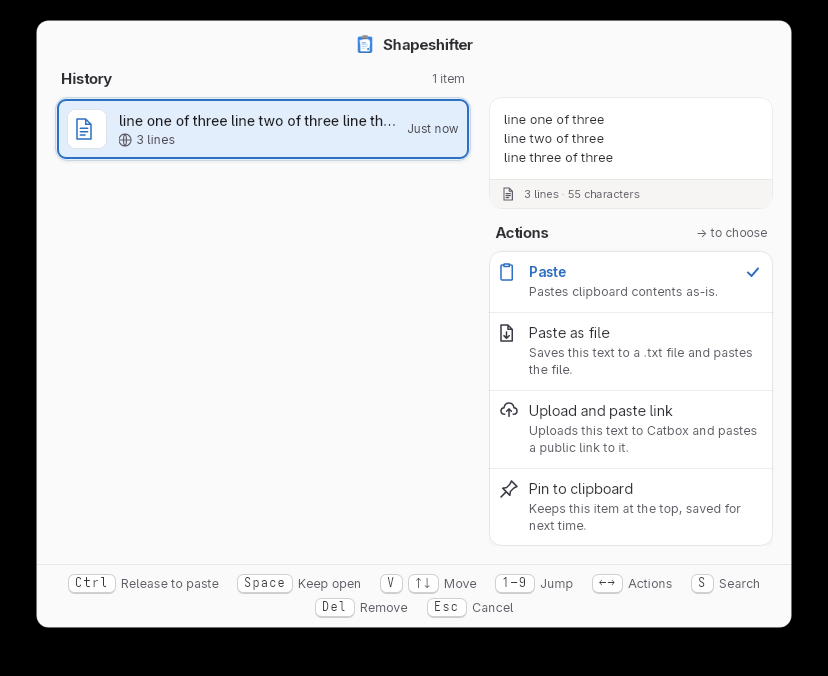 Shapeshifter
History
1 item
line one of three line two of three line th...
3 lines
Just now
line one of three
line two of three
line three of three
3 lines · 55 characters
Actions
→ to choose
Paste
Pastes clipboard contents as-is.
Paste as file
Saves this text to a .txt file and pastes
the file.
Upload and paste link
Uploads this text to Catbox and pastes
a public link to it.
Pin to clipboard
Keeps this item at the top, saved for
next time.
Ctrl Release to paste Space Keep open V ↑↓ Move 1–9 Jump ←→ Actions S Search
Del Remove Esc Cancel